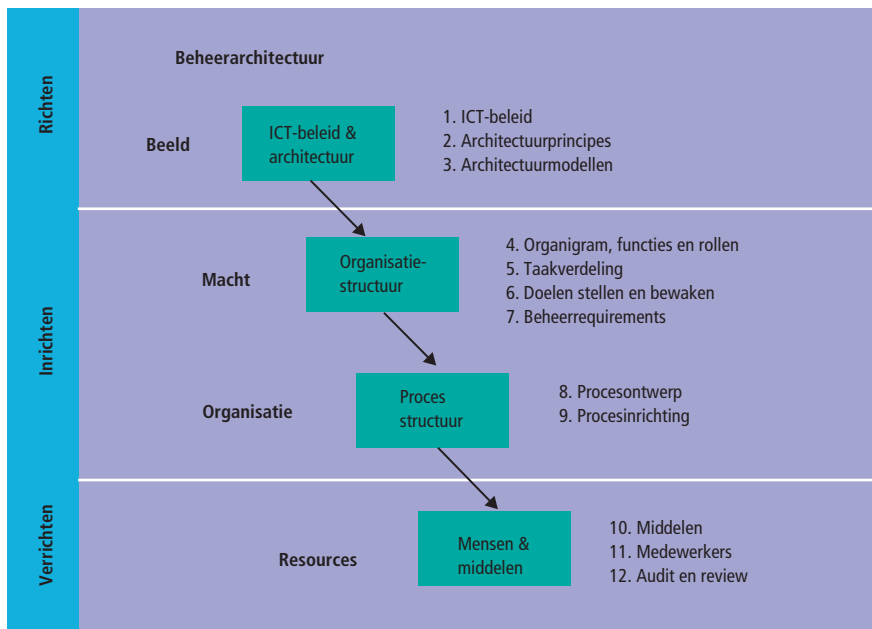 Richten
Beheerarchitectuur
Beeld
ICT-beleid &
architectuur
1. ICT-beleid
2. Architectuurprincipes
3. Architectuurmodellen
Inrichten
Macht
Organisatie-
structuur
4. Organigram, functies en rollen
5. Taakverdeling
6. Doelen stellen en bewaken
7. Beheerrequirements
Organisatie
Proces
structuur
8. Procesontwerp
9. Procesinrichting
Verrichten
Resources
Mensen &
middelen
10. Middelen
11. Medewerkers
12. Audit en review